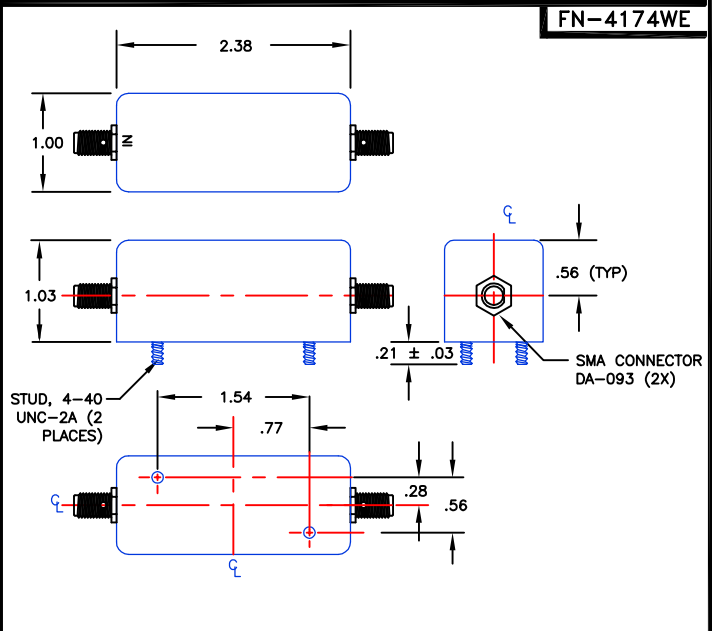 FN-4174WE
2.38
1.00
IN
℄
1.03
.56 (TYP)
.21 ± .03
SMA CONNECTOR
DA-093 (2X)
STUD, 4-40
UNC-2A (2
PLACES)
1.54
.77
.28
.56
℄
℄